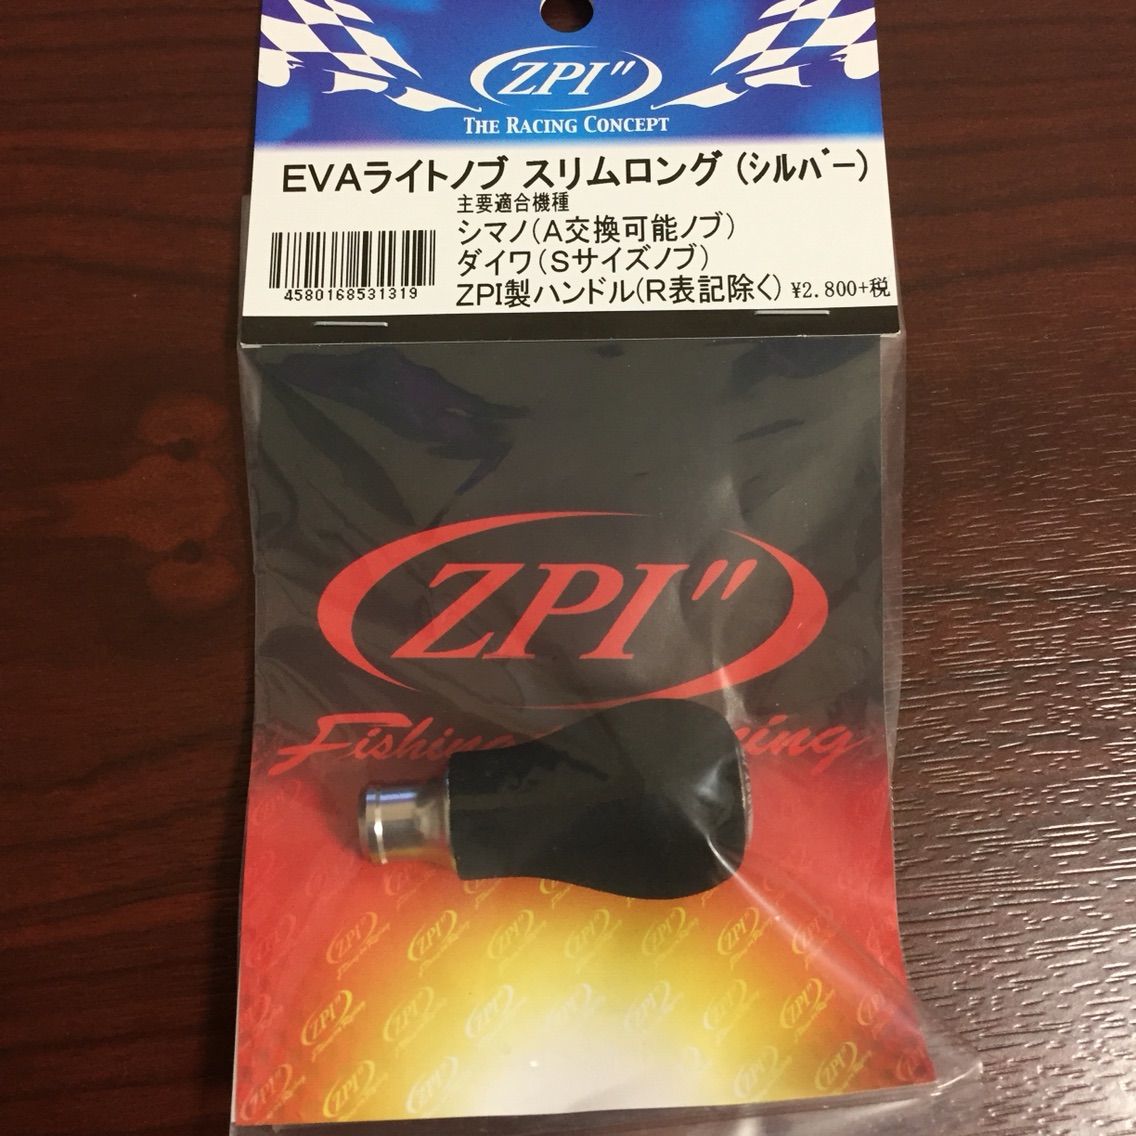 ZPI"
THE RACING CONCEPT
EVAライトノブ スリムロング (シルバー)
主要適合機種
シマノ(A交換可能ノブ)
ダイワ(Sサイズノブ)
ZPI製ハンドル(R表記除く) ¥2.800+税
4580168531319
ZPI"
Fishing